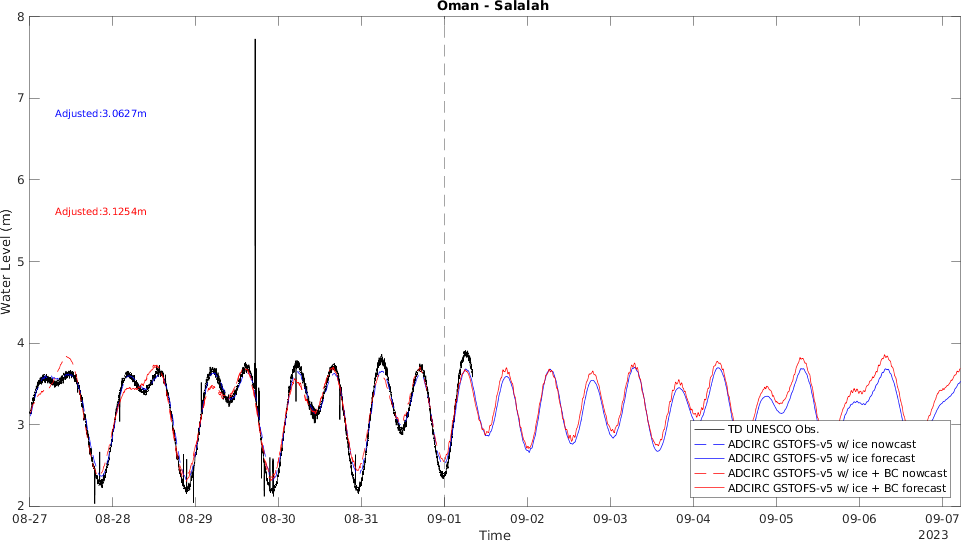 Oman - Salalah
8
7
6
5
4
3
2
Water Level (m)
Adjusted:3.0627m
Adjusted:3.1254m
TD UNESCO Obs.
ADCIRC GSTOFS-v5 w/ ice nowcast
ADCIRC GSTOFS-v5 w/ ice forecast
ADCIRC GSTOFS-v5 w/ ice + BC nowcast
ADCIRC GSTOFS-v5 w/ ice + BC forecast
08-27 08-28 08-29 08-30 08-31 09-01 09-02 09-03 09-04 09-05 09-06 09-07
Time
2023